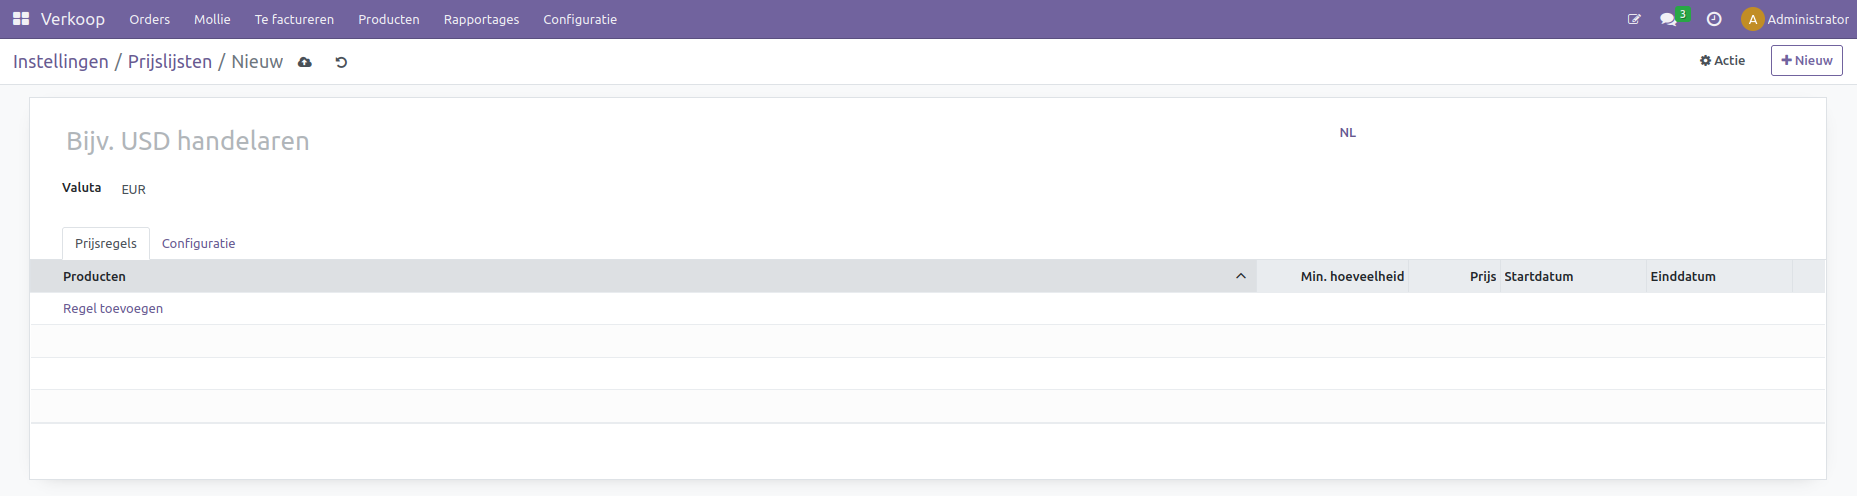 Verkoop Orders Mollie Te factureren Producten Rapportages Configuratie 3 A Administrator
Instellingen / Prijslijsten / Nieuw Actie Nieuw
Bijv. USD handelaren NL
Valuta EUR
Prijsregels Configuratie
Producten Min. hoeveelheid Prijs Startdatum Einddatum
Regel toevoegen